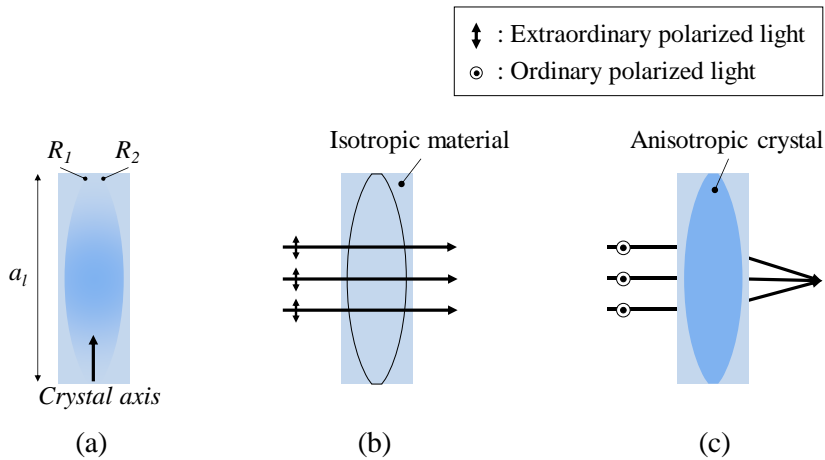 : Extraordinary polarized light
: Ordinary polarized light
R1 R2
Isotropic material
Anisotropic crystal
al
Crystal axis
(a)
(b)
(c)